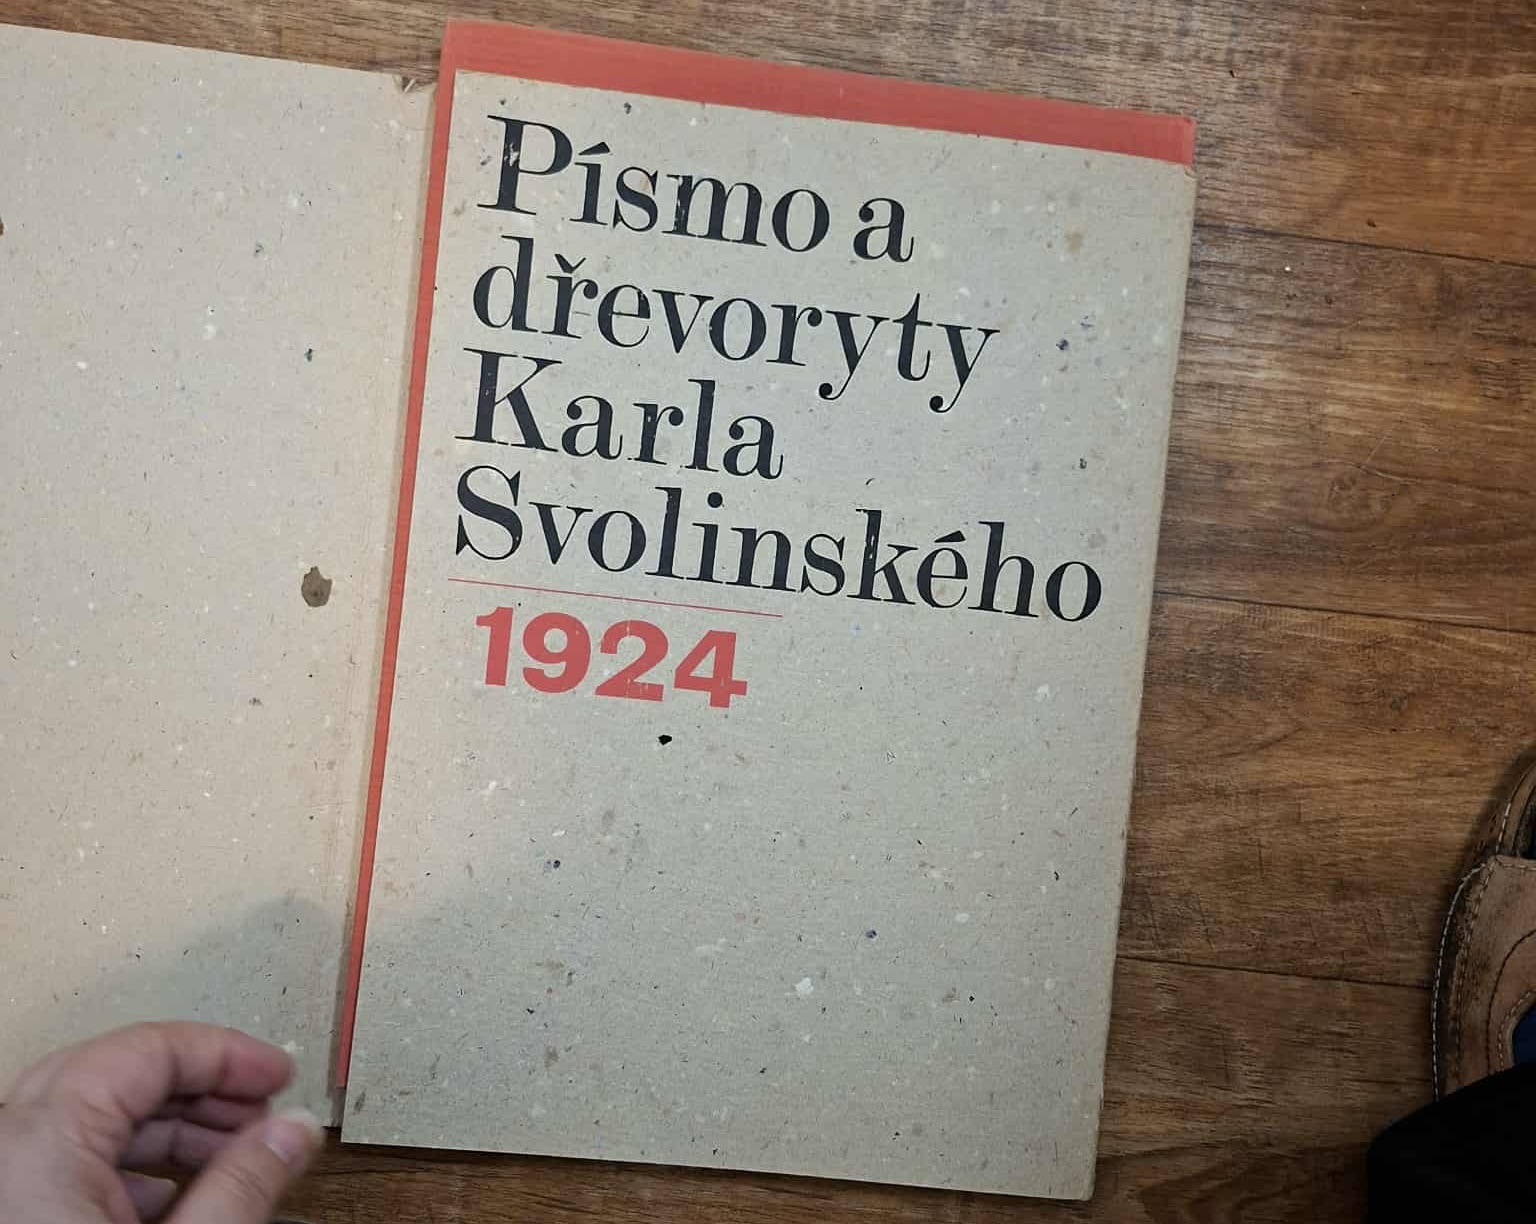 Písmo a
dřevoryty
Karla
Svolinského
1924